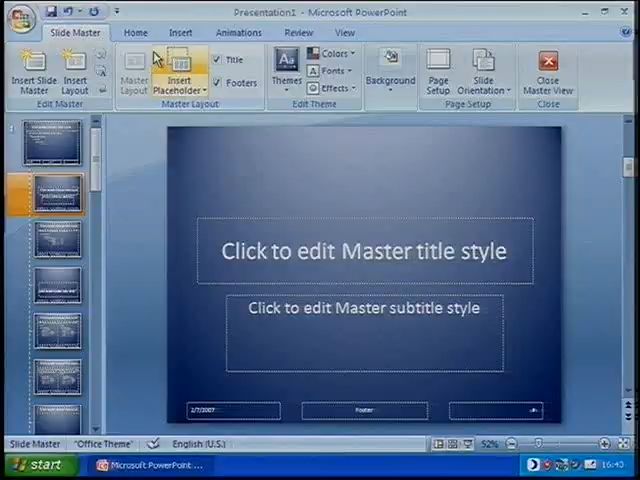 Presentation1 - Microsoft PowerPoint
Slide Master Home Insert Animations Review View
Insert Slide Master
Insert Layout
Master Layout
Insert Placeholder
Title
Footers
Themes
Colors
Fonts
Effects
Background
Page Setup
Slide Orientation
Close Master View
Edit Master Master Layout Edit Theme Page Setup Close
1
Click to edit Master title style
Click to edit Master subtitle style
2/7/2007 Footer
Slide Master "Office Theme" English (U.S.) 52%
start Microsoft PowerPoint ... 16:43